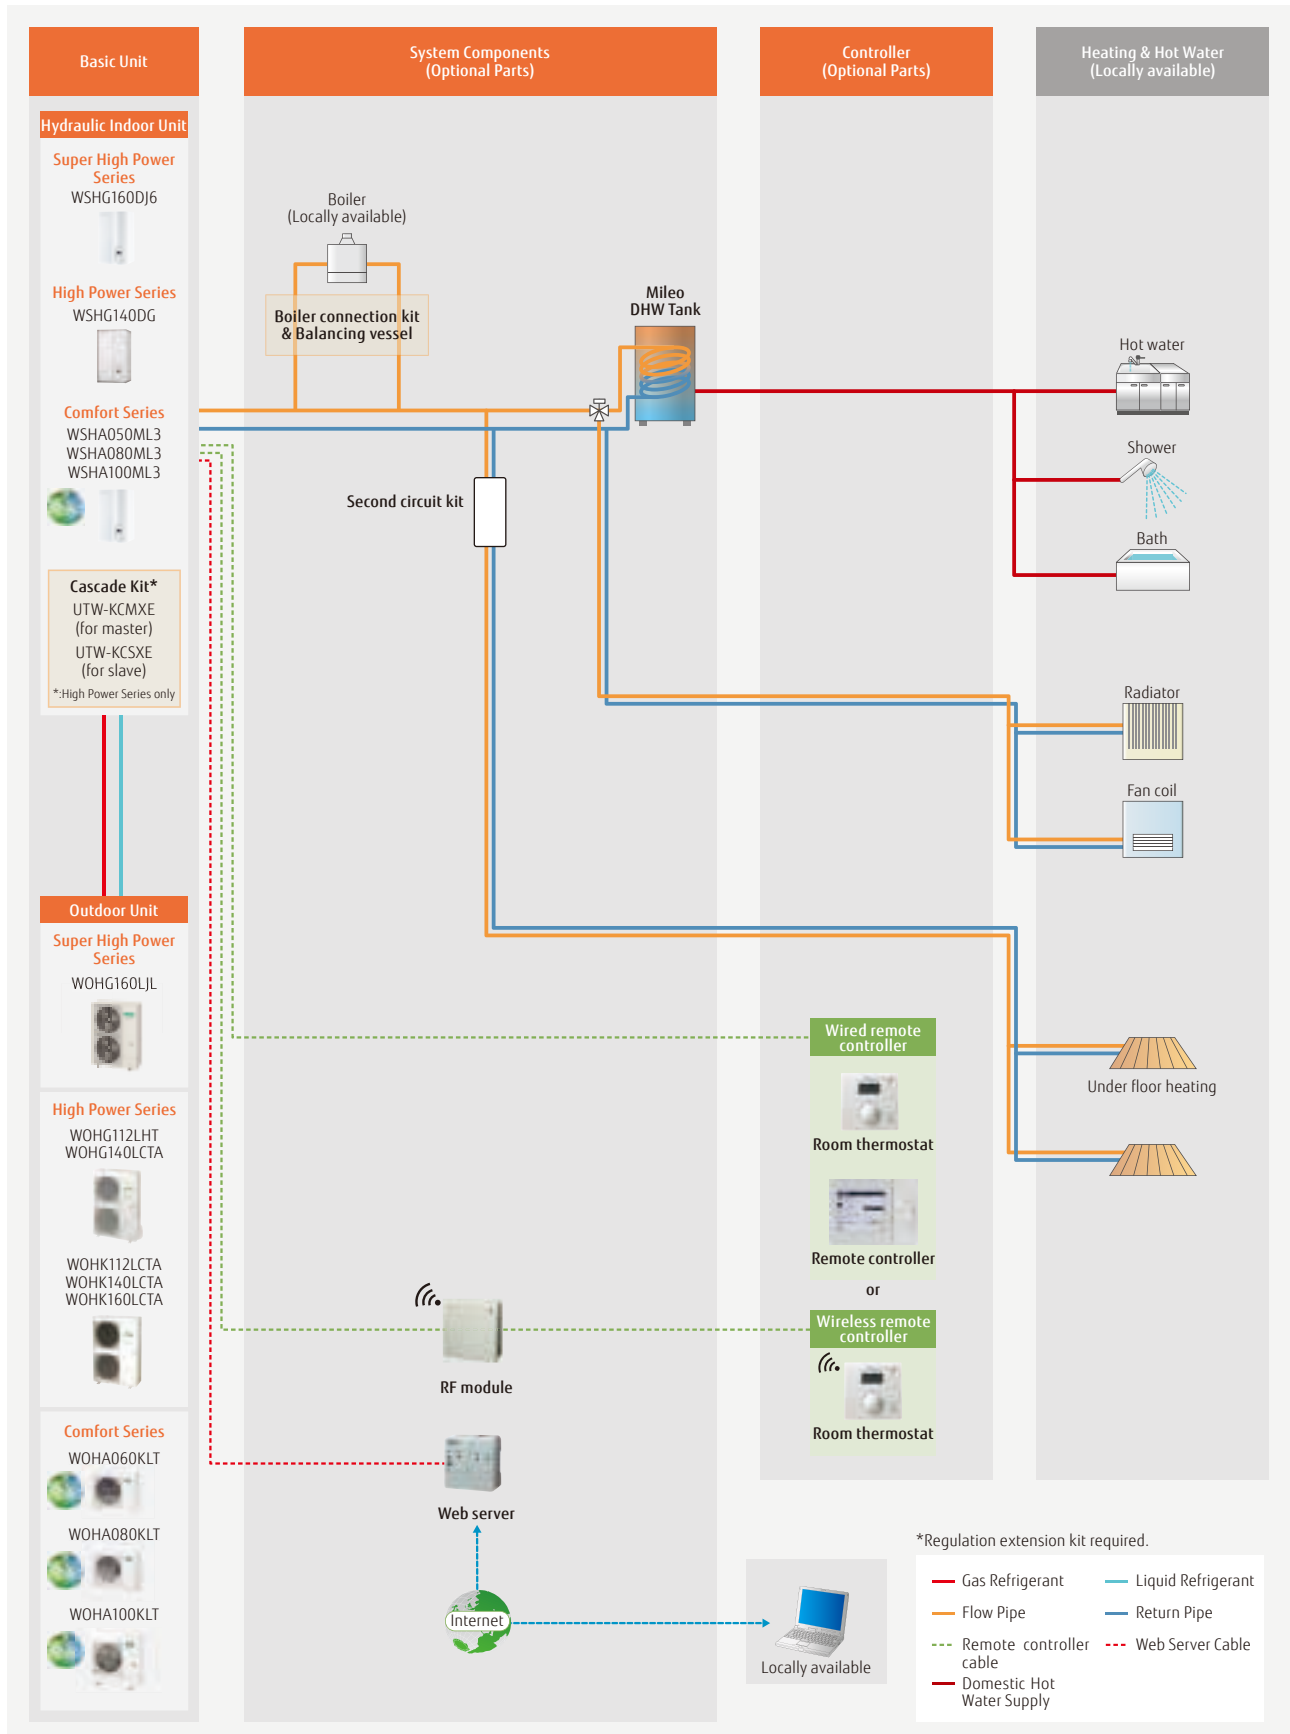 Basic Unit
System Components
(Optional Parts)
Controller
(Optional Parts)
Heating & Hot Water
(Locally available)
Hydraulic Indoor Unit
Super High Power
Series
WSHG160DJ6
High Power Series
WSHG140DG
Comfort Series
WSHA050ML3
WSHA080ML3
WSHA100ML3
Cascade Kit*
UTW-KCMXE
(for master)
UTW-KCSXE
(for slave)
*:High Power Series only
Outdoor Unit
Super High Power
Series
WOHG160LJL
High Power Series
WOHG112LHT
WOHG140LCTA
WOHK112LCTA
WOHK140LCTA
WOHK160LCTA
Comfort Series
WOHA060KLT
WOHA080KLT
WOHA100KLT
Boiler
(Locally available)
Boiler connection kit
& Balancing vessel
Mileo
DHW Tank
Second circuit kit
RF module
Web server
Internet
Locally available
Wired remote
controller
Room thermostat
Remote controller
or
Wireless remote
controller
Room thermostat
Hot water
Shower
Bath
Radiator
Fan coil
Under floor heating
*Regulation extension kit required.
Gas Refrigerant
Liquid Refrigerant
Flow Pipe
Return Pipe
Remote controller
cable
Web Server Cable
Domestic Hot
Water Supply